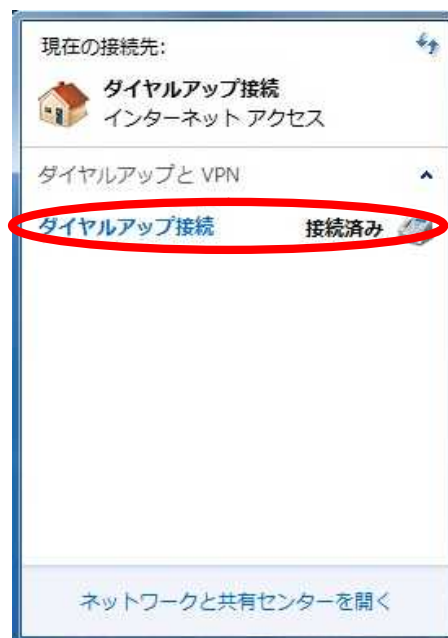 現在の接続先:
ダイヤルアップ接続
インターネット アクセス
ダイヤルアップと VPN
ダイヤルアップ接続 接続済み
ネットワークと共有センターを開く